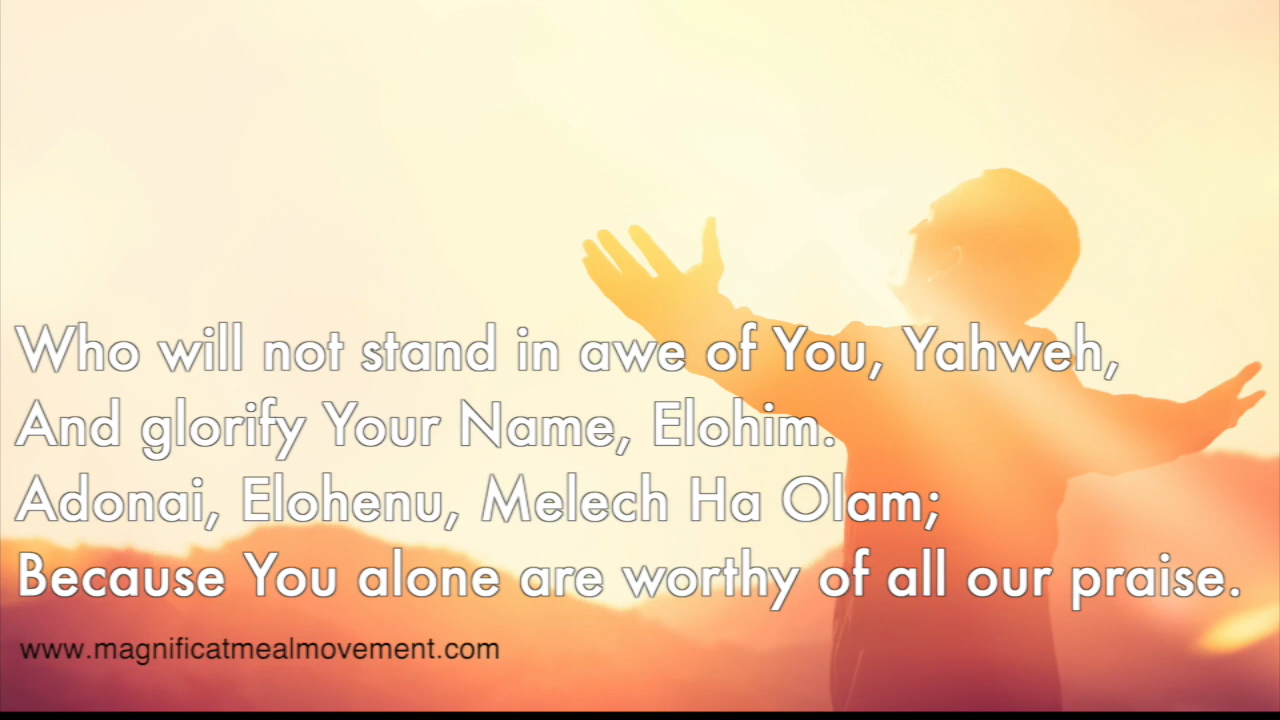 Who will not stand in awe of You, Yahweh,
And glorify Your Name, Elohim.
Adonai, Elohenu, Melech Ha Olam;
Because You alone are worthy of all our praise.
www.magnificatmealmovement.com